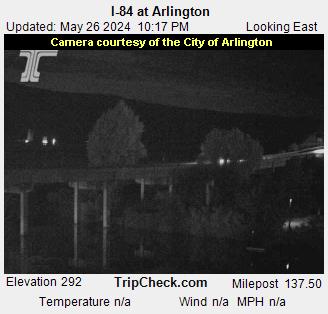 I-84 at Arlington
Updated: May 26 2024 10:17 PM Looking East
Camera courtesy of the City of Arlington
Elevation 292 TripCheck.com Milepost 137.50
Temperature n/a Wind n/a MPH n/a